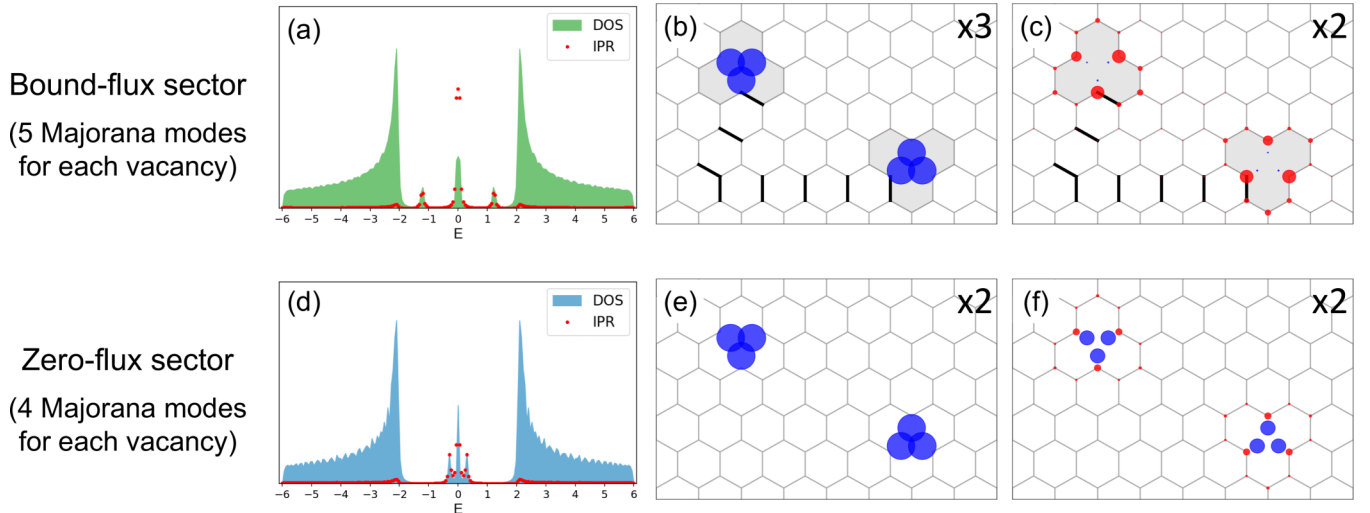 Bound-flux sector
(5 Majorana modes
for each vacancy)
(a)
DOS
IPR
−6 −5 −4 −3 −2 −1 0 1 2 3 4 5 6
E
(b)
x3
(c)
x2
Zero-flux sector
(4 Majorana modes
for each vacancy)
(d)
DOS
IPR
−6 −5 −4 −3 −2 −1 0 1 2 3 4 5 6
E
(e)
x2
(f)
x2